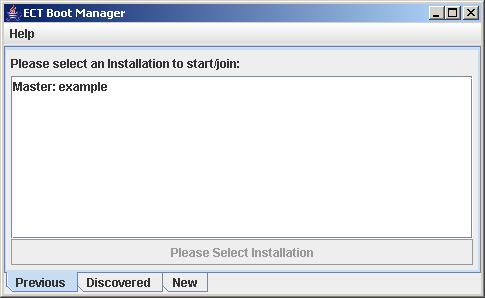 ECT Boot Manager
Help
Please select an Installation to start/join:
Master: example
Please Select Installation
Previous Discovered New